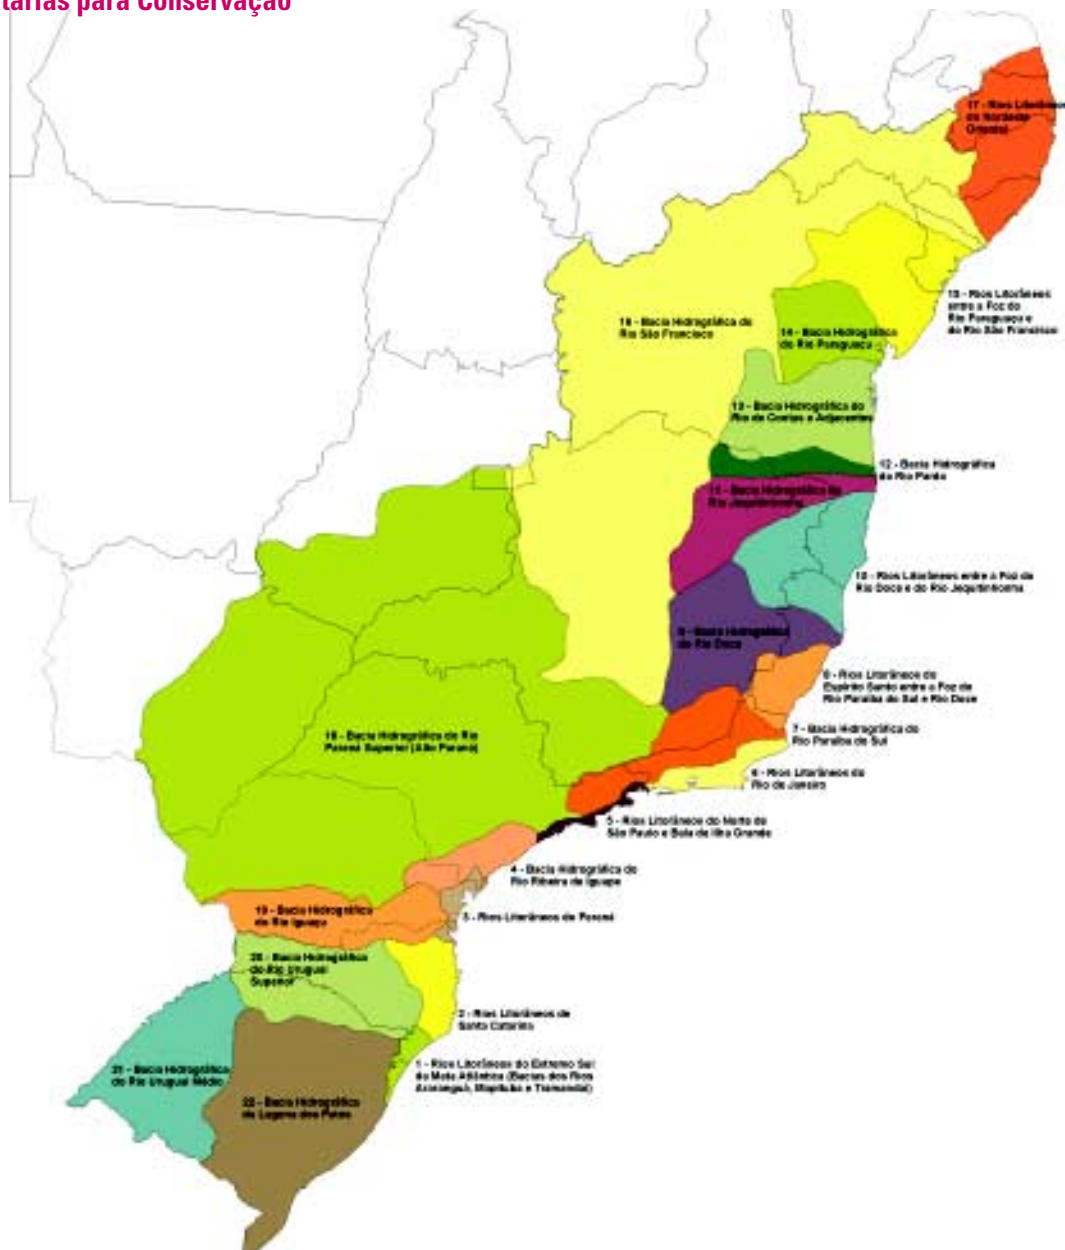 tárias para Conservação
17 - Rios Litorâneos
do Nordeste
Oriental
15 - Rios Litorâneos
entre a Foz do
Rio Paraguaçu e
do Rio São Francisco
16 - Bacia Hidrográfica do
Rio São Francisco
14 - Bacia Hidrográfica
do Rio Paraguaçu
13 - Bacia Hidrográfica do
Rio de Contas e Adjacentes
12 - Bacia Hidrográfica
do Rio Pardo
11 - Bacia Hidrográfica do
Rio Jequitinhonha
10 - Rios Litorâneos entre a Foz do
Rio Doce e do Rio Jequitinhonha
9 - Bacia Hidrográfica
do Rio Doce
8 - Rios Litorâneos do
Espírito Santo entre a Foz do
Rio Paraíba do Sul e Rio Doce
7 - Bacia Hidrográfica do
Rio Paraíba do Sul
18 - Bacia Hidrográfica do Rio
Paraná Superior (Alto Paraná)
6 - Rios Litorâneos do
Rio de Janeiro
5 - Rios Litorâneos do Norte de
São Paulo e Baía de Ilha Grande
4 - Bacia Hidrográfica do
Rio Ribeira de Iguape
19 - Bacia Hidrográfica
do Rio Iguaçu
3 - Rios Litorâneos do Paraná
20 - Bacia Hidrográfica
do Rio Uruguai
Superior
2 - Rios Litorâneos de
Santa Catarina
21 - Bacia Hidrográfica
do Rio Uruguai Médio
1 - Rios Litorâneos do Extremo Sul
da Mata Atlântica (Bacias dos Rios
Araranguá, Mapituba e Tramandaí)
22 - Bacia Hidrográfica
da Laguna dos Patos